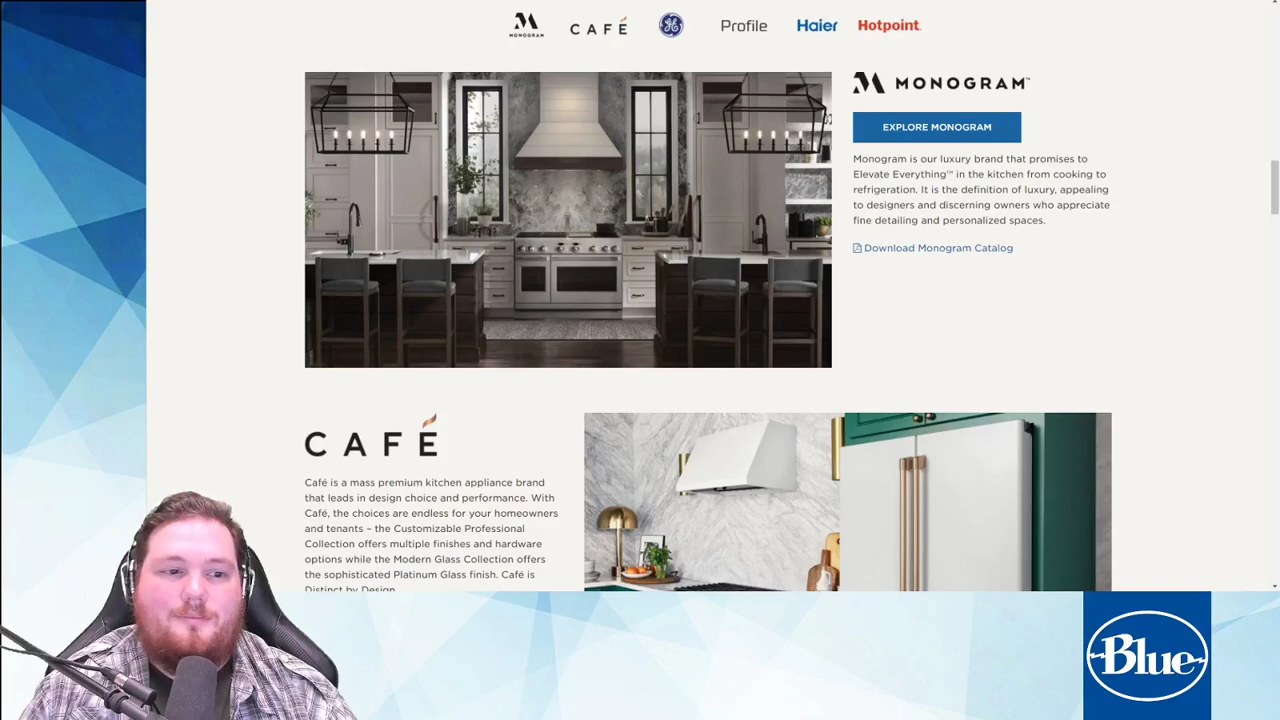 MONOGRAM
CAFÉ
GE
Profile
Haier
Hotpoint
MONOGRAM™
EXPLORE MONOGRAM
Monogram is our luxury brand that promises to
Elevate Everything™ in the kitchen from cooking to
refrigeration. It is the definition of luxury, appealing
to designers and discerning owners who appreciate
fine detailing and personalized spaces.
Download Monogram Catalog
CAFÉ
Café is a mass premium kitchen appliance brand
that leads in design choice and performance. With
Café, the choices are endless for your homeowners
and tenants – the Customizable Professional
Collection offers multiple finishes and hardware
options while the Modern Glass Collection offers
the sophisticated Platinum Glass finish. Café is
Distinct by Design.
Blue